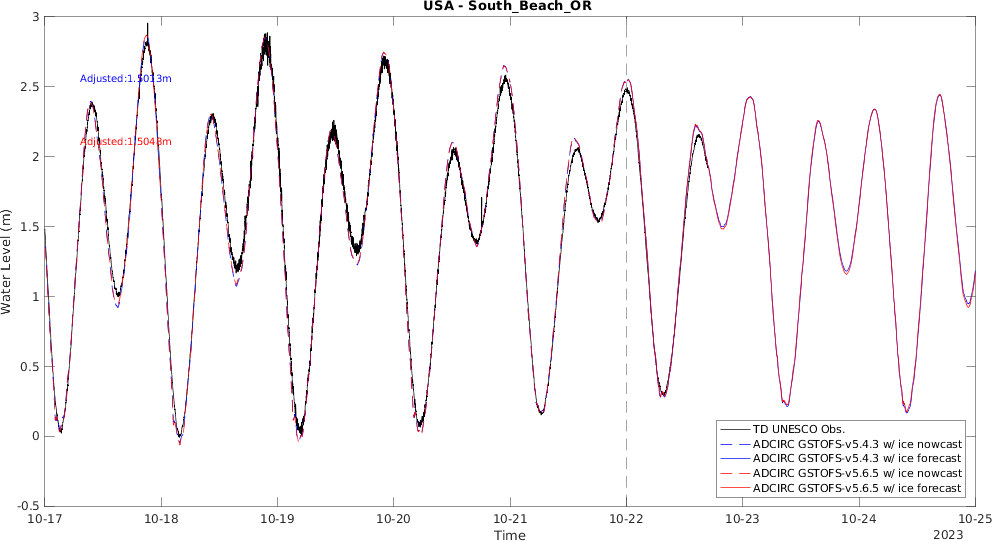 USA - South_Beach_OR
3
2.5
2
1.5
1
0.5
0
-0.5
Water Level (m)
Adjusted:1.5013m
Adjusted:1.5043m
TD UNESCO Obs.
ADCIRC GSTOFS-v5.4.3 w/ ice nowcast
ADCIRC GSTOFS-v5.4.3 w/ ice forecast
ADCIRC GSTOFS-v5.6.5 w/ ice nowcast
ADCIRC GSTOFS-v5.6.5 w/ ice forecast
10-17 10-18 10-19 10-20 10-21 10-22 10-23 10-24 10-25
Time
2023